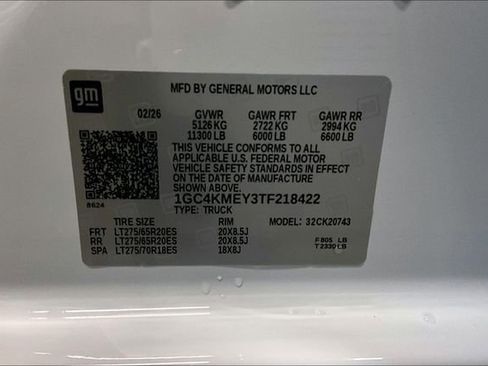 gm
MFD BY GENERAL MOTORS LLC
02/26 GVWR GAWR FRT GAWR RR
5126 KG 2722 KG 2994 KG
11300 LB 6000 LB 6600 LB
THIS VEHICLE CONFORMS TO ALL
APPLICABLE U.S. FEDERAL MOTOR
VEHICLE SAFETY STANDARDS IN EFFECT
ON THE DATE OF MANUFACTURE
SHOWN ABOVE.
8624 1GC4KMEY3TF218422
TYPE: TRUCK
TIRE SIZE RIM MODEL: 32CK20743
FRT LT275/65R20ES 20X8.5J F 805 LB
RR LT275/65R20ES 20X8.5J T 2330 LB
SPA LT275/70R18ES 18X8J